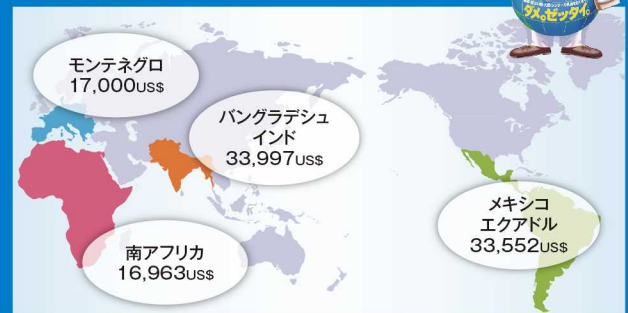 ダメ。ゼッタイ。
モンテネグロ
17,000US$
バングラデシュ
インド
33,997US$
メキシコ
エクアドル
33,552US$
南アフリカ
16,963US$